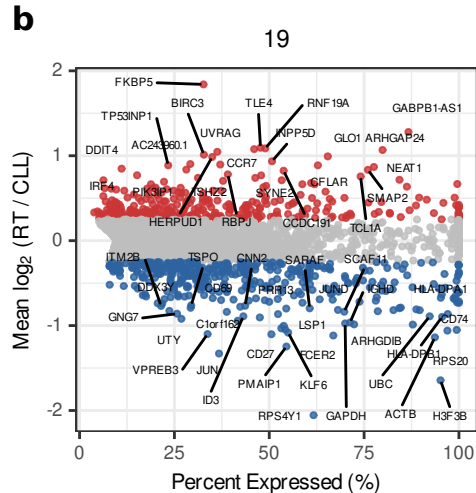 b
19
2
FKBP5
BIRC3
TLE4
RNF19A
GABPB1-AS1
TP53INP1
UVRAG
INPP5D
AC243960.1
GLO1 ARHGAP24
DDIT4
CCR7
1
NEAT1
CFLAR
IRF4
PIK3IP1
TSHZ2
SYNE2
SMAP2
HERPUD1
RBPJ
CCDC191
TCL1A
0
ITM2B
TSPO
CNN2
SARAF
SCAF11
DDX3Y
CD69
PRR13
JUND
IGHD
HLA-DPA1
GNG7
C1orf162
LSP1
CD74
-1
UTY
ARHGDIB
HLA-DPB1
VPREB3
JUN
CD27
FCER2
RPS20
PMAIP1
KLF6
UBC
ID3
-2
RPS4Y1
GAPDH
ACTB
H3F3B
0
25
50
75
100
Mean log2 (RT / CLL)
Percent Expressed (%)